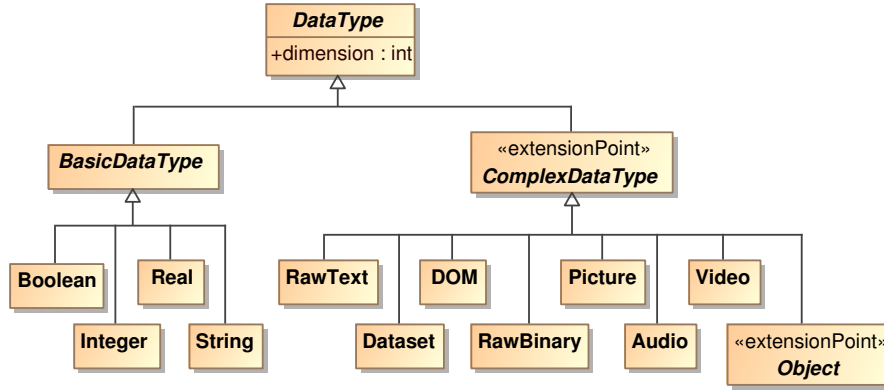 DataType
+dimension : int
BasicDataType
«extensionPoint»
ComplexDataType
Boolean
Real
RawText
DOM
Picture
Video
Integer
String
Dataset
RawBinary
Audio
«extensionPoint»
Object